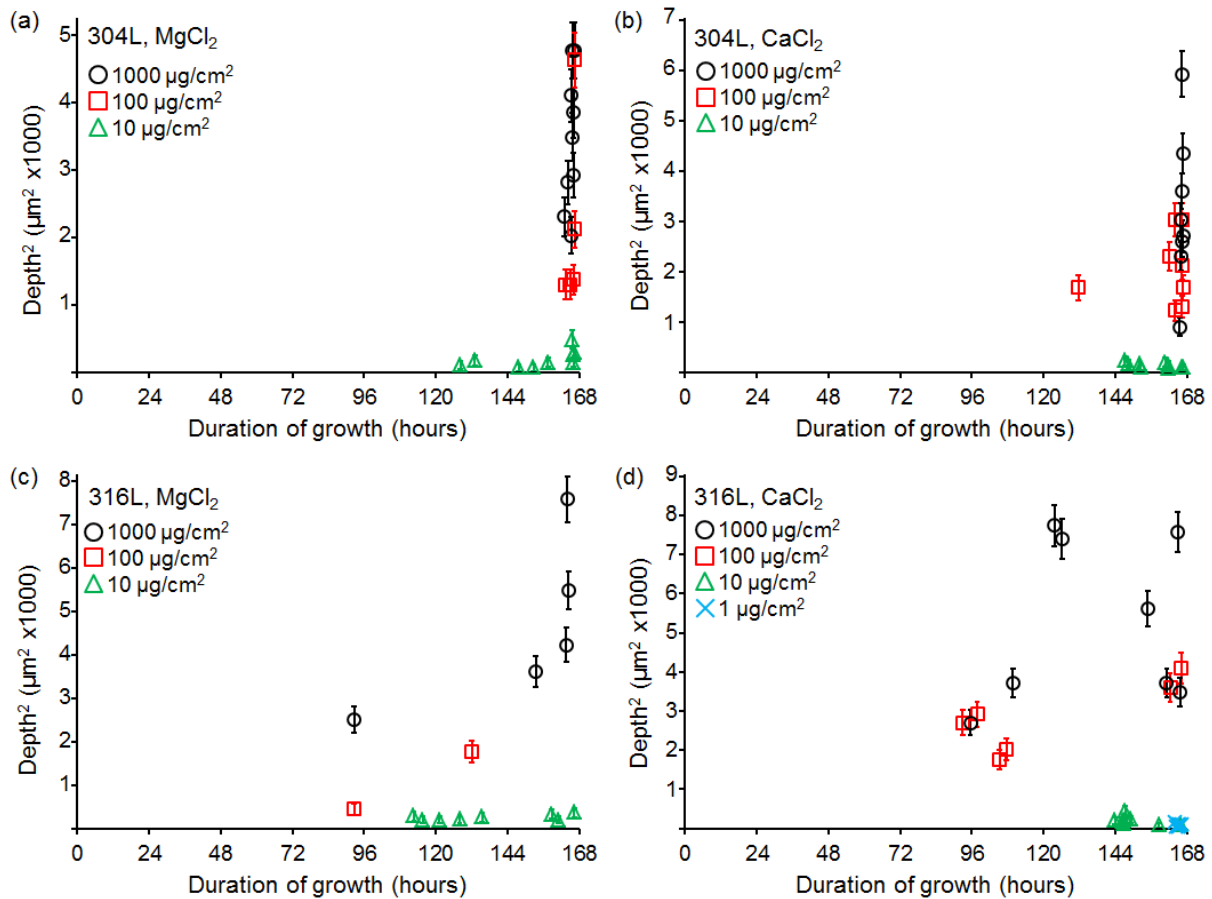 (a)
304L, MgCl₂
1000 µg/cm²
100 µg/cm²
10 µg/cm²
Depth² (µm² x1000)
5
4
3
2
1
0 24 48 72 96 120 144 168
Duration of growth (hours)
(b)
304L, CaCl₂
1000 µg/cm²
100 µg/cm²
10 µg/cm²
Depth² (µm² x1000)
7
6
5
4
3
2
1
0 24 48 72 96 120 144 168
Duration of growth (hours)
(c)
316L, MgCl₂
1000 µg/cm²
100 µg/cm²
10 µg/cm²
Depth² (µm² x1000)
8
7
6
5
4
3
2
1
0 24 48 72 96 120 144 168
Duration of growth (hours)
(d)
316L, CaCl₂
1000 µg/cm²
100 µg/cm²
10 µg/cm²
1 µg/cm²
Depth² (µm² x1000)
9
8
7
6
5
4
3
2
1
0 24 48 72 96 120 144 168
Duration of growth (hours)